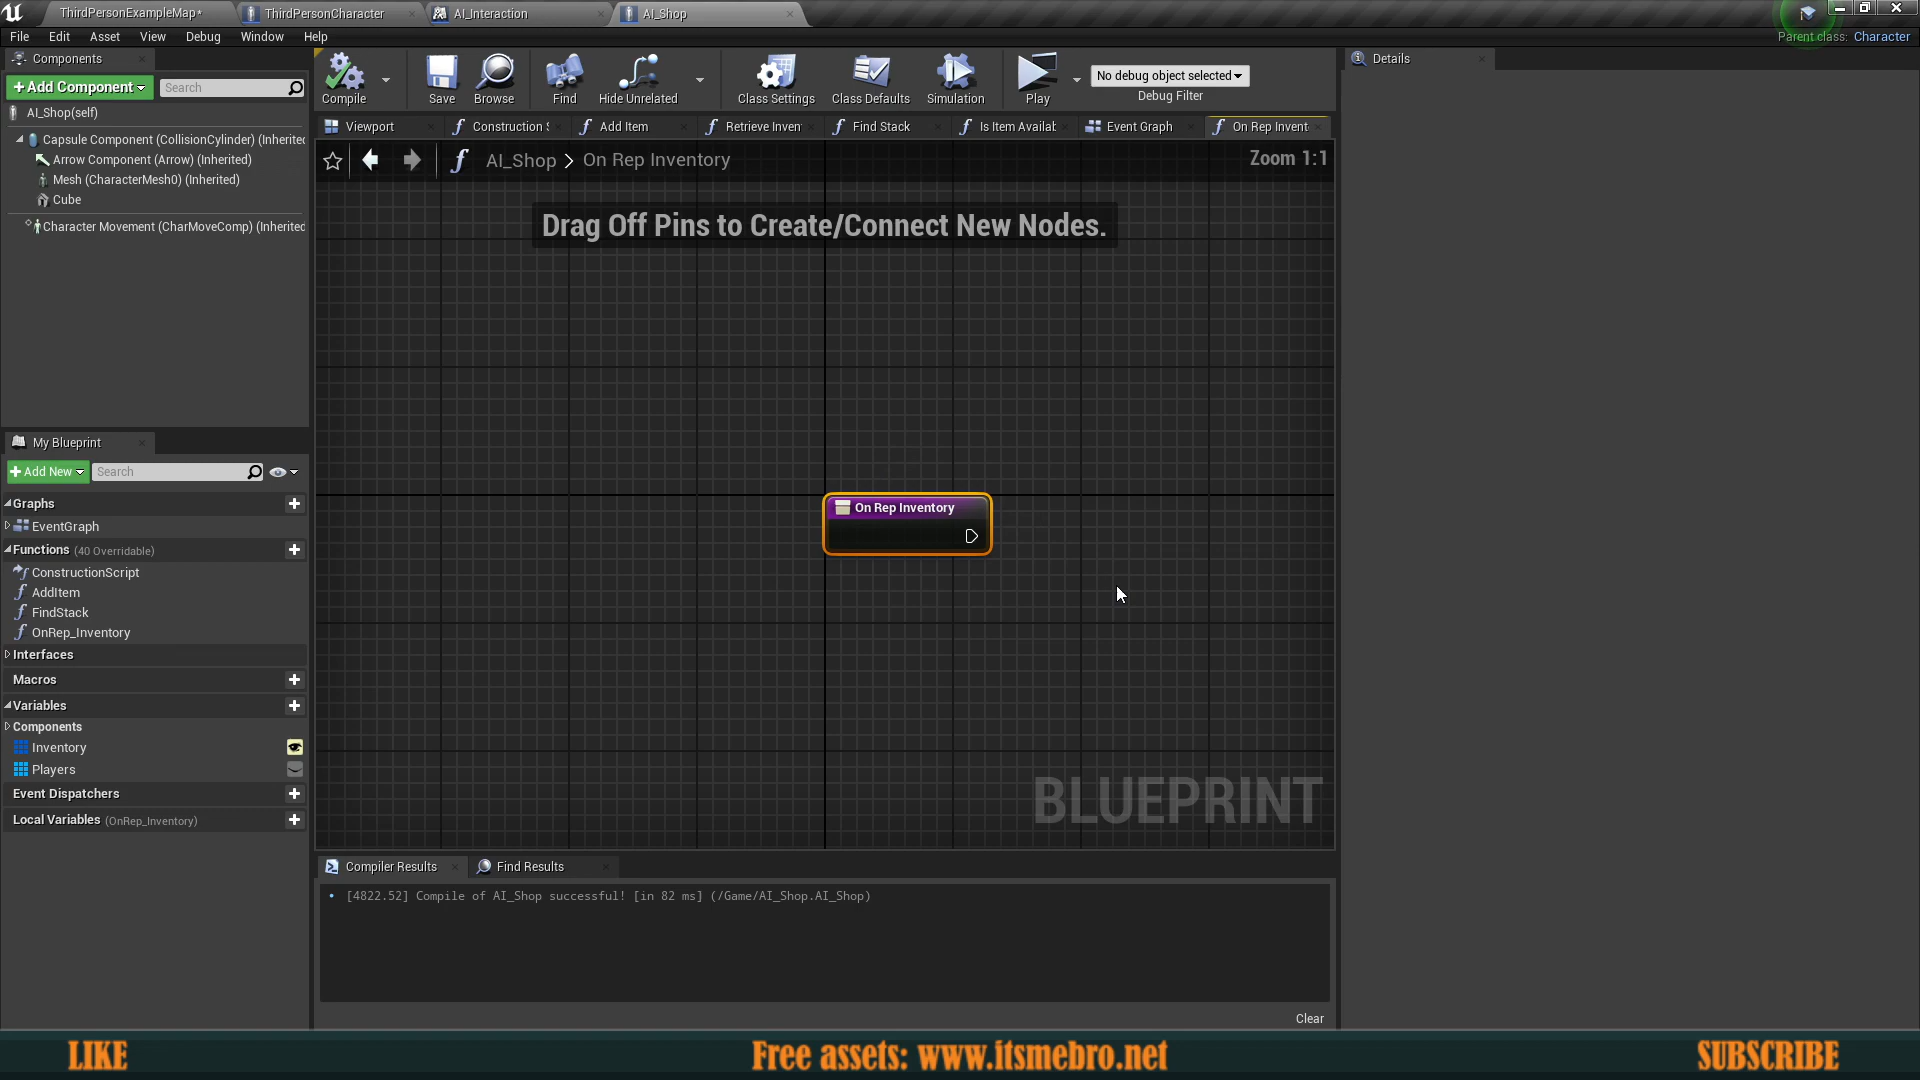 ThirdPersonExampleMap*
ThirdPersonCharacter
AI_Interaction
AI_Shop
File Edit Asset View Debug Window Help
Parent class: Character
Components
+ Add Component
Search
AI_Shop(self)
Capsule Component (CollisionCylinder) (Inherited
Arrow Component (Arrow) (Inherited)
Mesh (CharacterMesh0) (Inherited)
Cube
Character Movement (CharMoveComp) (Inherited
Compile
Save
Browse
Find
Hide Unrelated
Class Settings
Class Defaults
Simulation
Play
No debug object selected
Debug Filter
Details
Viewport
Construction S
Add Item
Retrieve Inven
Find Stack
Is Item Availab
Event Graph
On Rep Invent
AI_Shop > On Rep Inventory
Zoom 1:1
Drag Off Pins to Create/Connect New Nodes.
On Rep Inventory
BLUEPRINT
My Blueprint
+ Add New
Search
Graphs
EventGraph
Functions (40 Overridable)
ConstructionScript
AddItem
FindStack
OnRep_Inventory
Interfaces
Macros
Variables
Components
Inventory
Players
Event Dispatchers
Local Variables (OnRep_Inventory)
Compiler Results
Find Results
[4822.52] Compile of AI_Shop successful! [in 82 ms] (/Game/AI_Shop.AI_Shop)
Clear
LIKE
Free assets: www.itsmebro.net
SUBSCRIBE